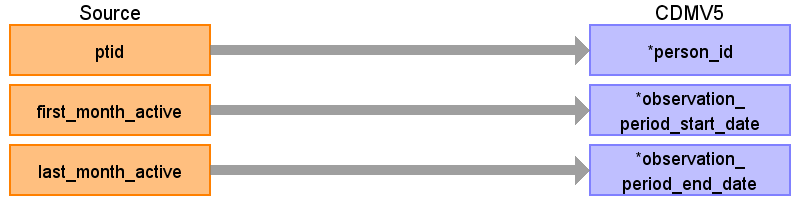 Source CDMV5
ptid *person_id
first_month_active *observation_
period_start_date
last_month_active *observation_
period_end_date